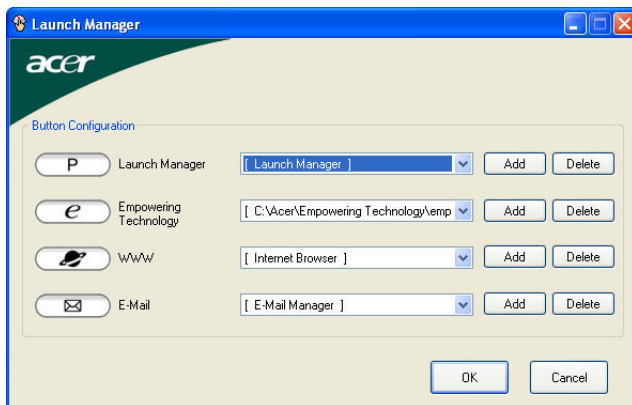 Launch Manager
acer
Button Configuration
P Launch Manager [ Launch Manager ] Add Delete
e Empowering Technology [ C:\Acer\Empowering Technology\emp Add Delete
WWW [ Internet Browser ] Add Delete
E-Mail [ E-Mail Manager ] Add Delete
OK Cancel